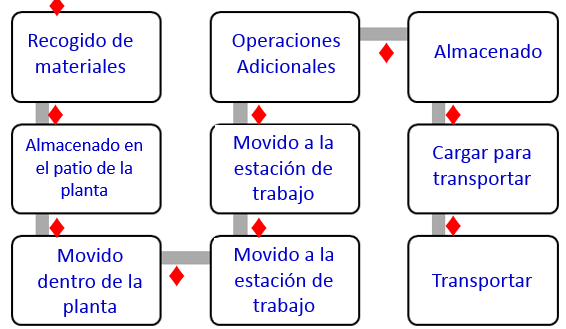 Recogido de
materiales
Almacenado en
el patio de la
planta
Movido
dentro de la
planta
Movido a la
estación de
trabajo
Movido a la
estación de
trabajo
Operaciones
Adicionales
Almacenado
Cargar para
transportar
Transportar